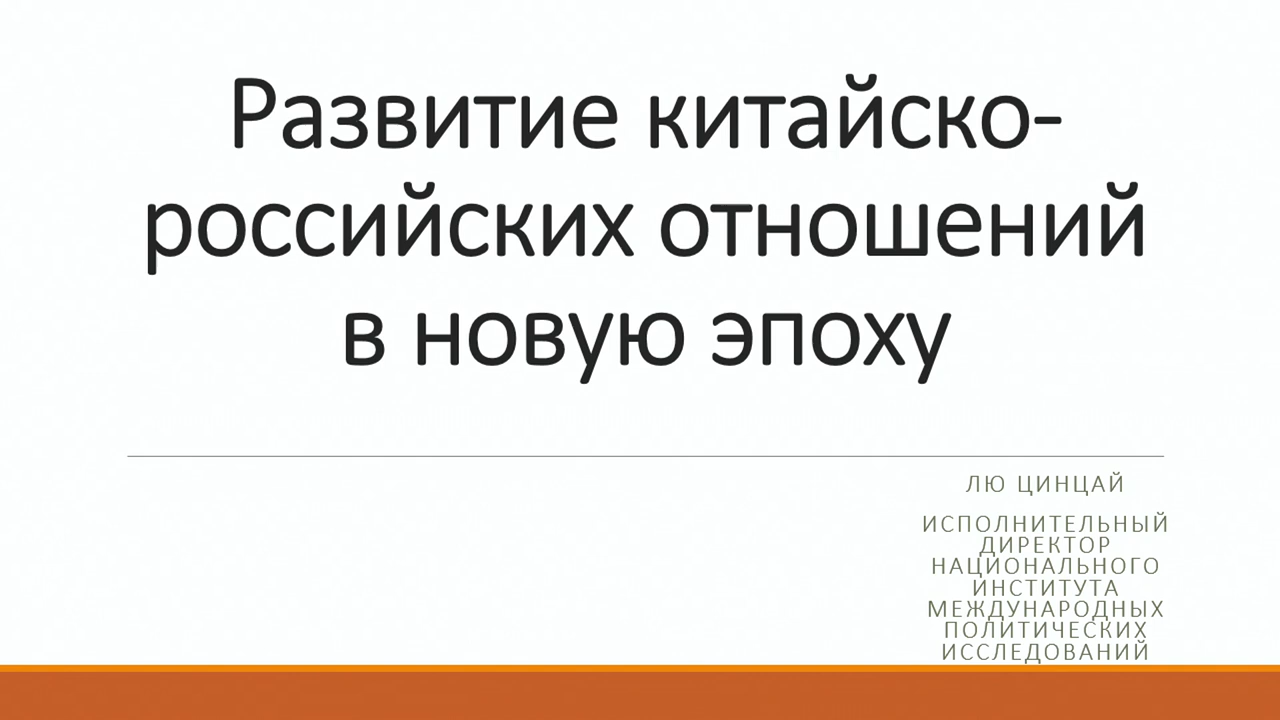 Развитие китайско-
российских отношений
в новую эпоху
ЛЮ ЦИНЦАЙ
ИСПОЛНИТЕЛЬНЫЙ
ДИРЕКТОР
НАЦИОНАЛЬНОГО
ИНСТИТУТА
МЕЖДУНАРОДНЫХ
ПОЛИТИЧЕСКИХ
ИССЛЕДОВАНИЙ